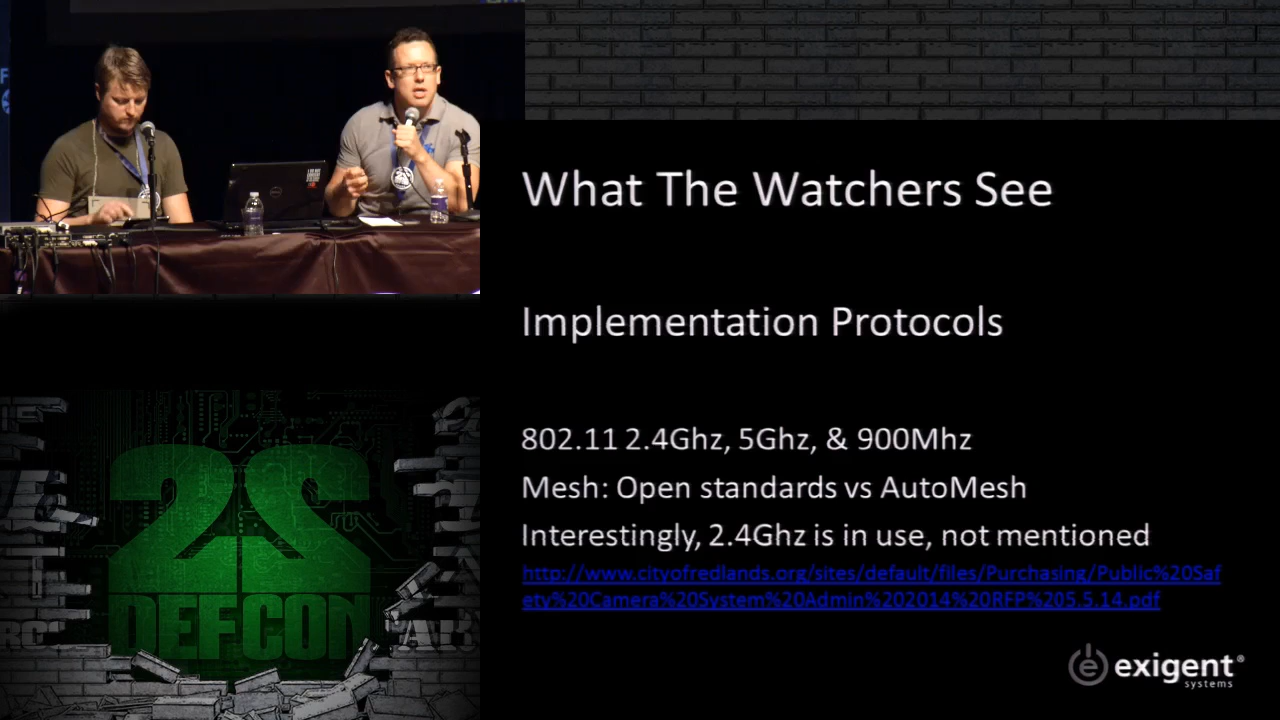 What The Watchers See
Implementation Protocols
802.11 2.4Ghz, 5Ghz, & 900Mhz
Mesh: Open standards vs AutoMesh
Interestingly, 2.4Ghz is in use, not mentioned
http://www.cityofredlands.org/sites/default/files/Purchasing/Public%20Saf
ety%20Camera%20System%20Admin%202014%20RFP%205.5.14.pdf
exigent®
systems
22
DEFCON
DELL